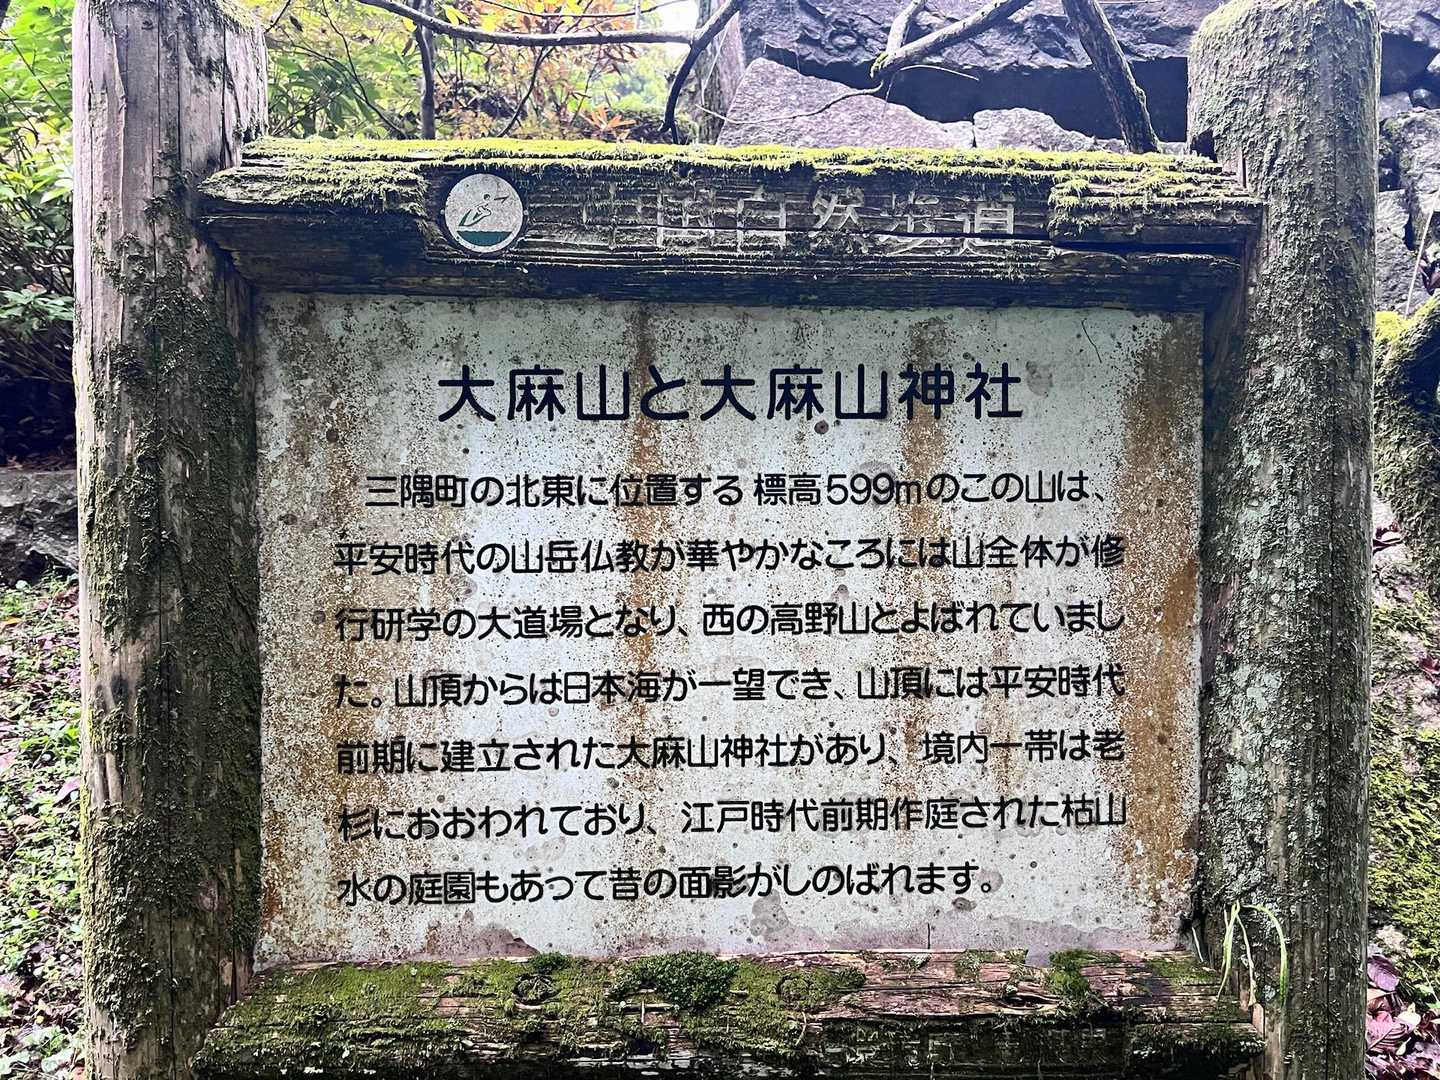 自然歩道
大麻山と大麻山神社
三隅町の北東に位置する標高599mのこの山は、
平安時代の山岳仏教が華やかなころには山全体が修
行研学の大道場となり、西の高野山とよばれていまし
た。山頂からは日本海が一望でき、山頂には平安時代
前期に建立された大麻山神社があり、境内一帯は老
杉におおわれており、江戸時代前期作庭された枯山
水の庭園もあって昔の面影がしのばれます。